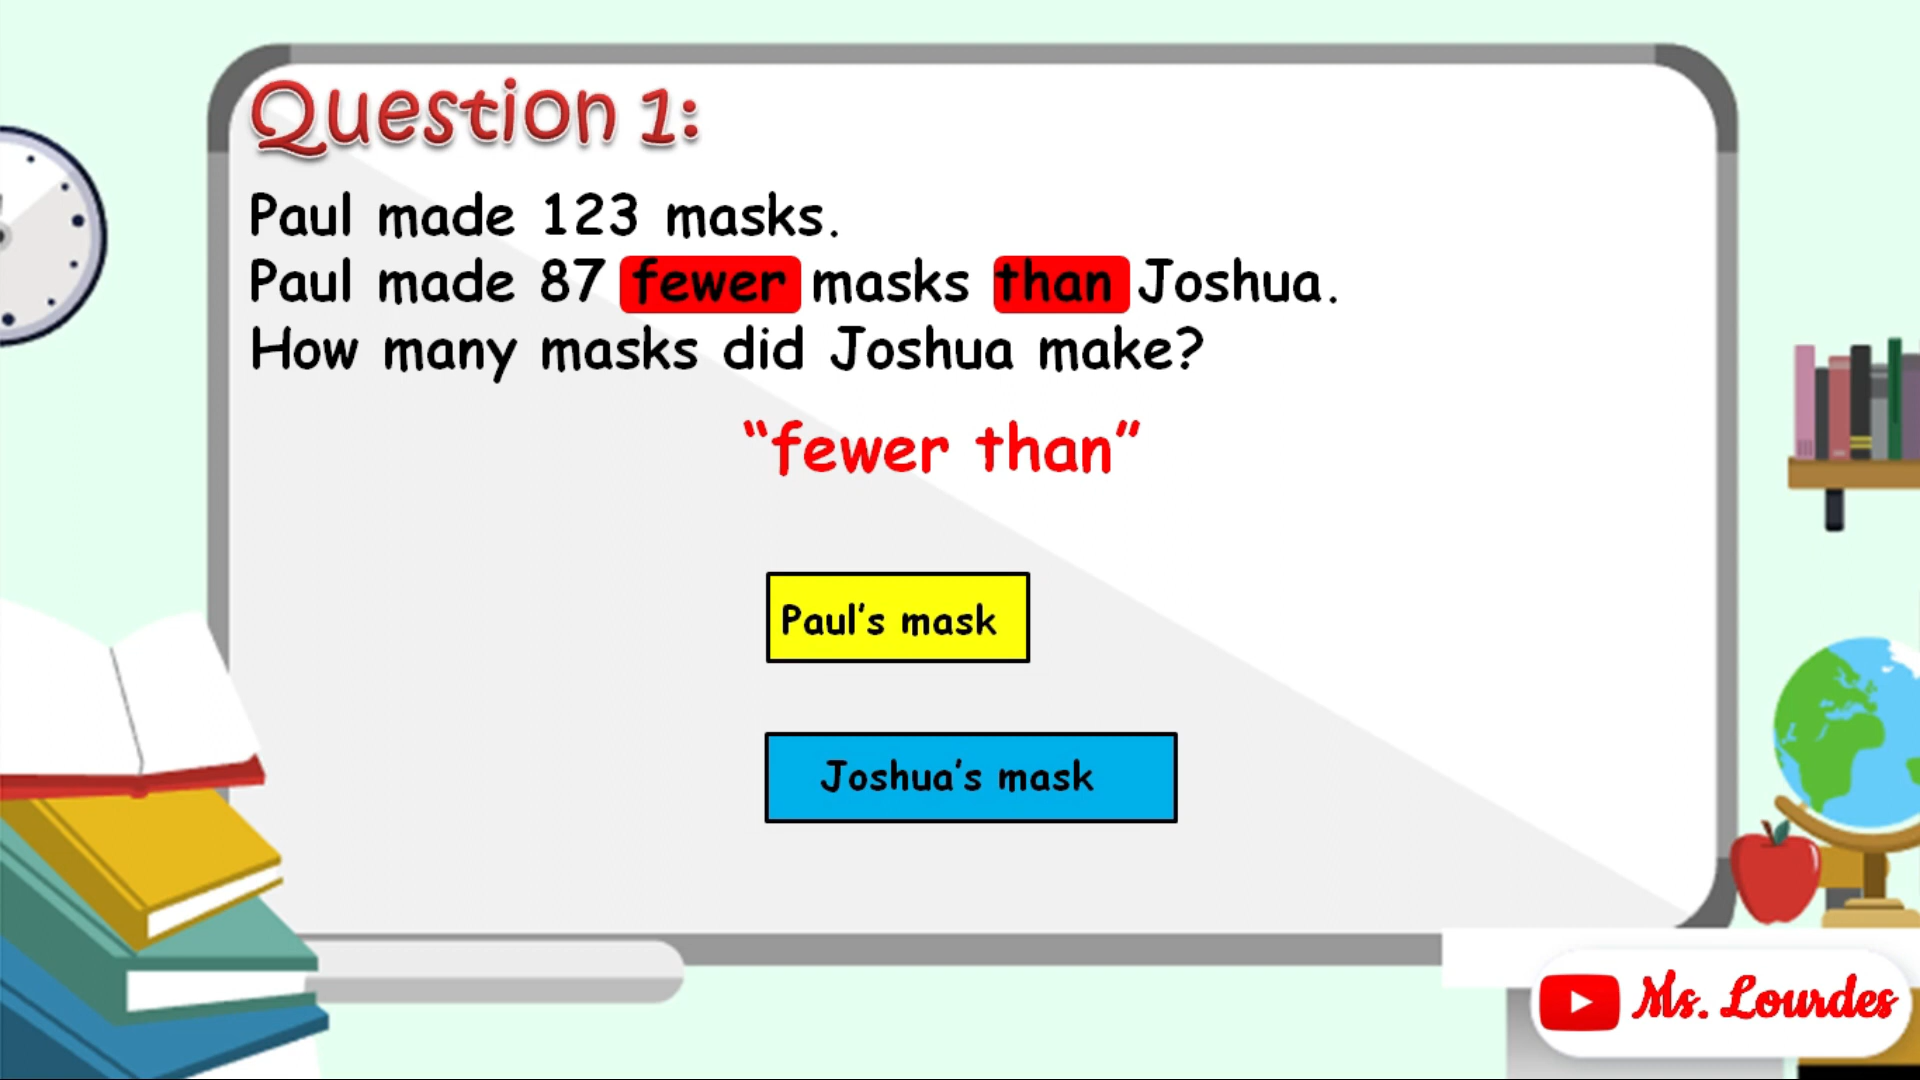 Question 1:
Paul made 123 masks.
Paul made 87 fewer masks than Joshua.
How many masks did Joshua make?
“fewer than”
Paul’s mask
Joshua’s mask
Ms. Lourdes